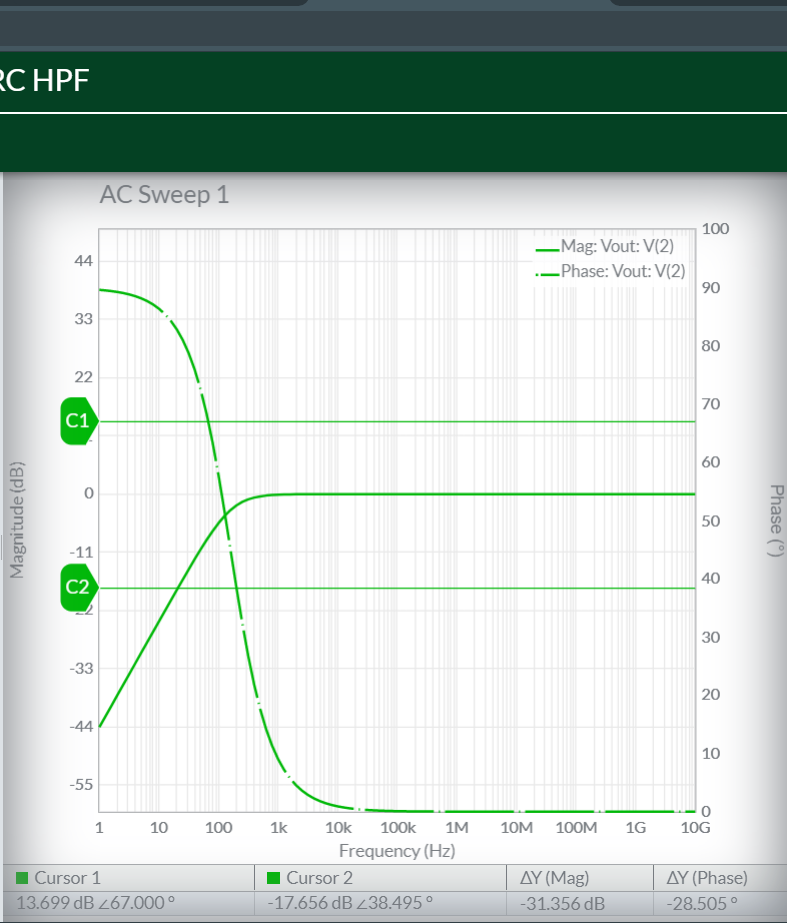 RC HPF
AC Sweep 1
Mag: Vout: V(2)
Phase: Vout: V(2)
44
33
22
0
-11
-33
-44
-55
C1
C2
Magnitude (dB)
100
90
80
70
60
50
40
30
20
10
0
Phase (°)
1 10 100 1k 10k 100k 1M 10M 100M 1G 10G
Frequency (Hz)
Cursor 1 Cursor 2 ΔY (Mag) ΔY (Phase)
13.699 dB ∠67.000 ° -17.656 dB ∠38.495 ° -31.356 dB -28.505 °